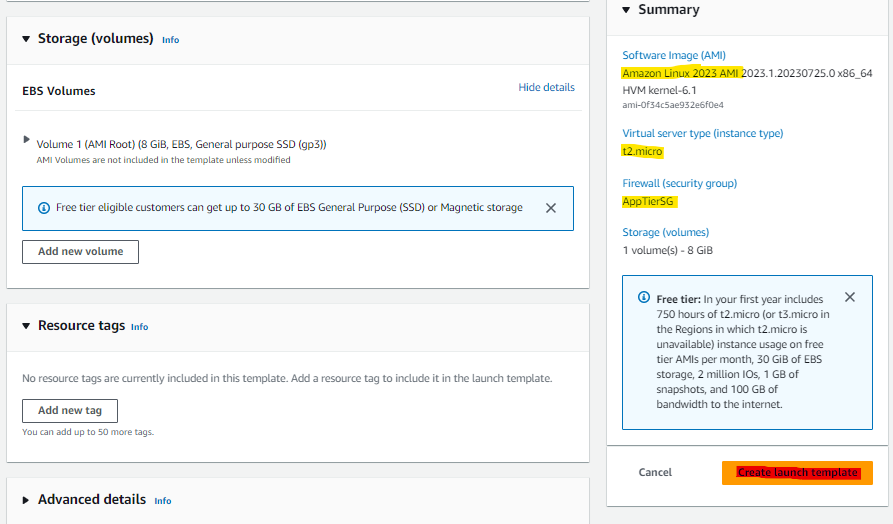 Storage (volumes) Info
EBS Volumes
Hide details
Volume 1 (AMI Root) (8 GiB, EBS, General purpose SSD (gp3))
AMI Volumes are not included in the template unless modified
Free tier eligible customers can get up to 30 GB of EBS General Purpose (SSD) or Magnetic storage
Add new volume
Resource tags Info
No resource tags are currently included in this template. Add a resource tag to include it in the launch template.
Add new tag
You can add up to 50 more tags.
Advanced details Info
Summary
Software Image (AMI)
Amazon Linux 2023 AMI 2023.1.20230725.0 x86_64
HVM kernel-6.1
ami-0f34c5ae932e6f0e4
Virtual server type (instance type)
t2.micro
Firewall (security group)
AppTierSG
Storage (volumes)
1 volume(s) - 8 GiB
Free tier: In your first year includes
750 hours of t2.micro (or t3.micro in
the Regions in which t2.micro is
unavailable) instance usage on free
tier AMIs per month, 30 GiB of EBS
storage, 2 million IOs, 1 GB of
snapshots, and 100 GB of
bandwidth to the internet.
Cancel
Create launch template